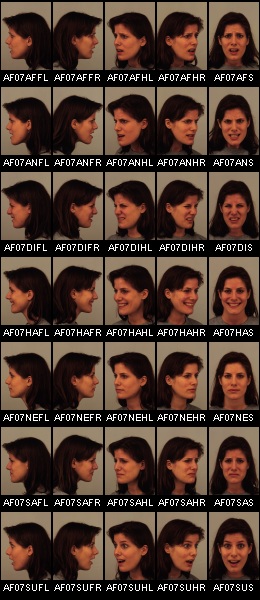 AF07AFFL AF07AFFR AF07AFHL AF07AFHR AF07AFS
AF07ANFL AF07ANFR AF07ANHL AF07ANHR AF07ANS
AF07DIFL AF07DIFR AF07DIHL AF07DIHR AF07DIS
AF07HAFL AF07HAFR AF07HAHL AF07HAHR AF07HAS
AF07NEFL AF07NEFR AF07NEHL AF07NEHR AF07NES
AF07SAFL AF07SAFR AF07SAHL AF07SAHR AF07SAS
AF07SUFL AF07SUFR AF07SUHL AF07SUHR AF07SUS